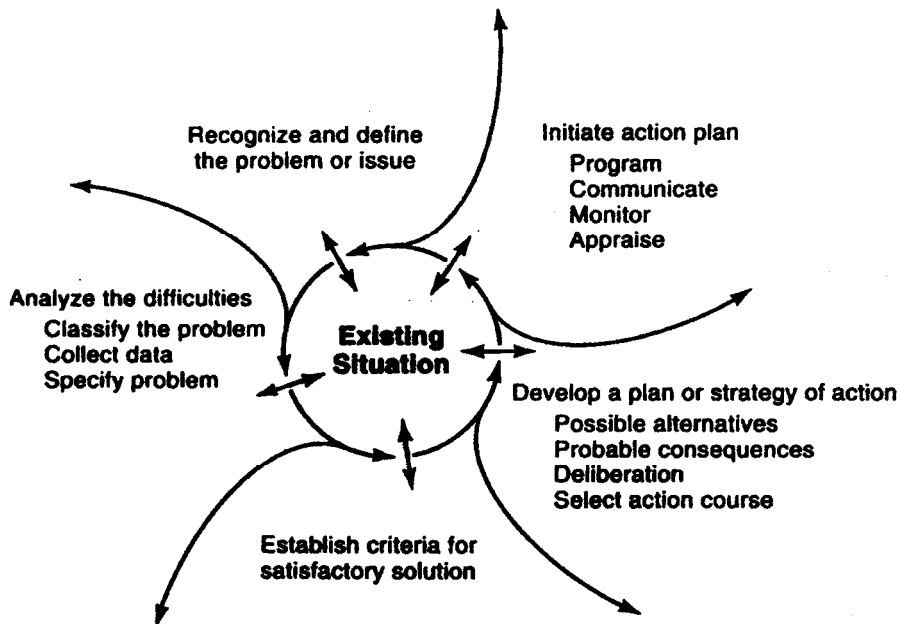 Recognize and define
the problem or issue
Initiate action plan
Program
Communicate
Monitor
Appraise
Analyze the difficulties
Classify the problem
Collect data
Specify problem
Existing
Situation
Develop a plan or strategy of action
Possible alternatives
Probable consequences
Deliberation
Select action course
Establish criteria for
satisfactory solution